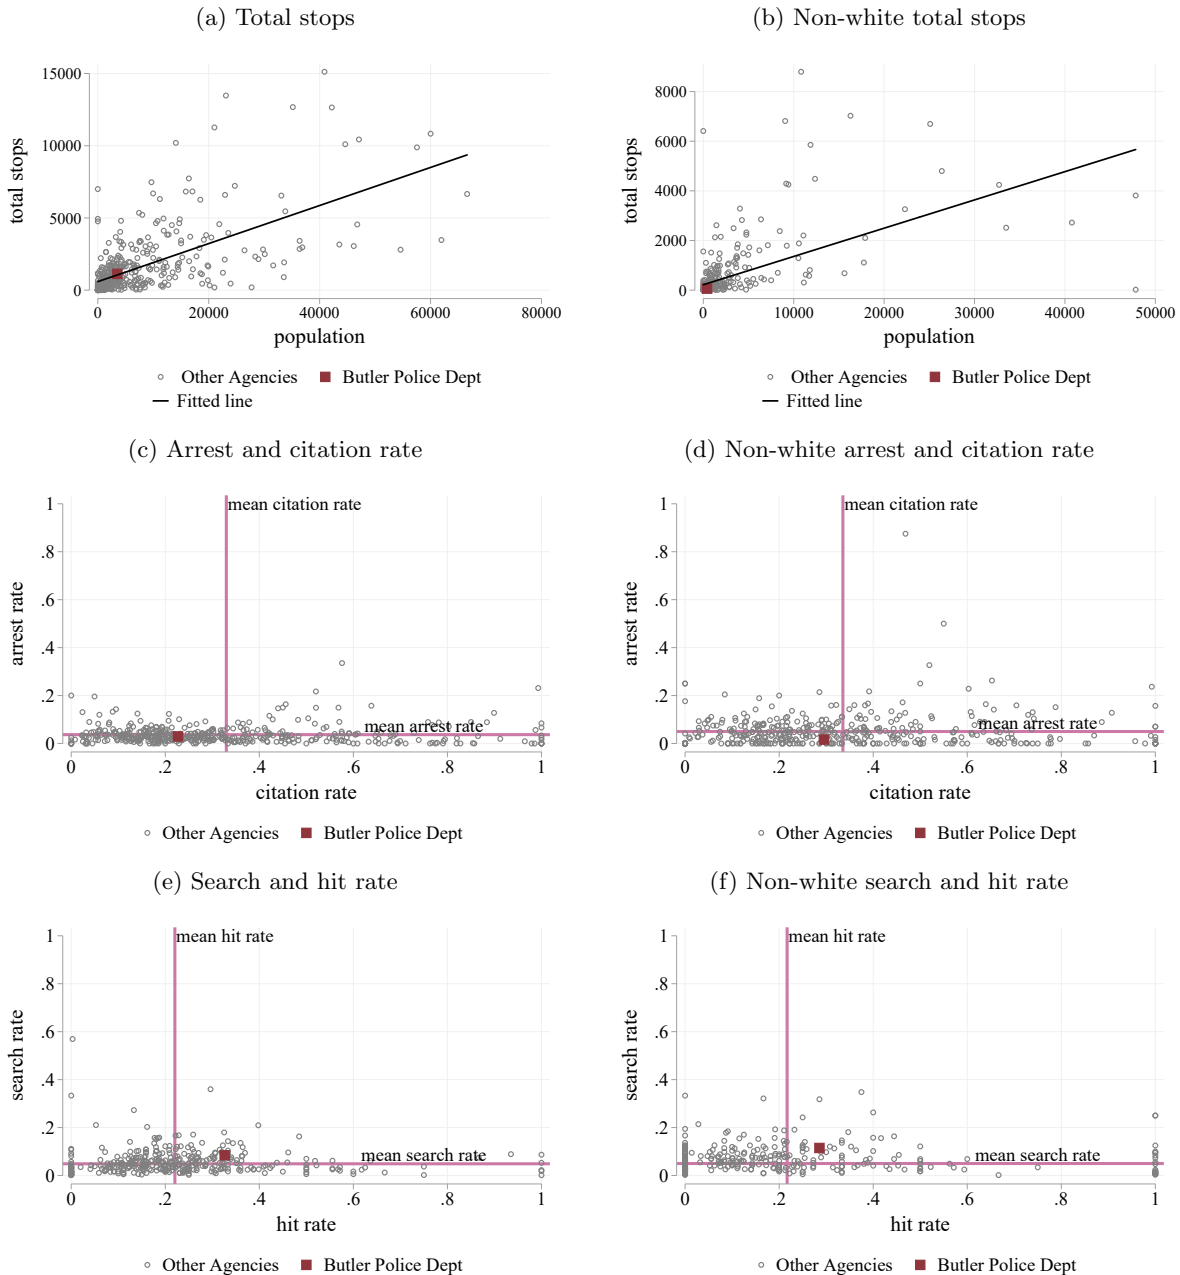 (a) Total stops
(b) Non-white total stops
15000
10000
5000
0
total stops
0 20000 40000 60000 80000
population
Other Agencies Butler Police Dept
Fitted line
8000
6000
4000
2000
0
total stops
0 10000 20000 30000 40000 50000
population
Other Agencies Butler Police Dept
Fitted line
(c) Arrest and citation rate
(d) Non-white arrest and citation rate
1
.8
.6
.4
.2
0
arrest rate
mean citation rate
mean arrest rate
0 .2 .4 .6 .8 1
citation rate
Other Agencies Butler Police Dept
1
.8
.6
.4
.2
0
arrest rate
mean citation rate
mean arrest rate
0 .2 .4 .6 .8 1
citation rate
Other Agencies Butler Police Dept
(e) Search and hit rate
(f) Non-white search and hit rate
1
.8
.6
.4
.2
0
search rate
mean hit rate
mean search rate
0 .2 .4 .6 .8 1
hit rate
Other Agencies Butler Police Dept
1
.8
.6
.4
.2
0
search rate
mean hit rate
mean search rate
0 .2 .4 .6 .8 1
hit rate
Other Agencies Butler Police Dept